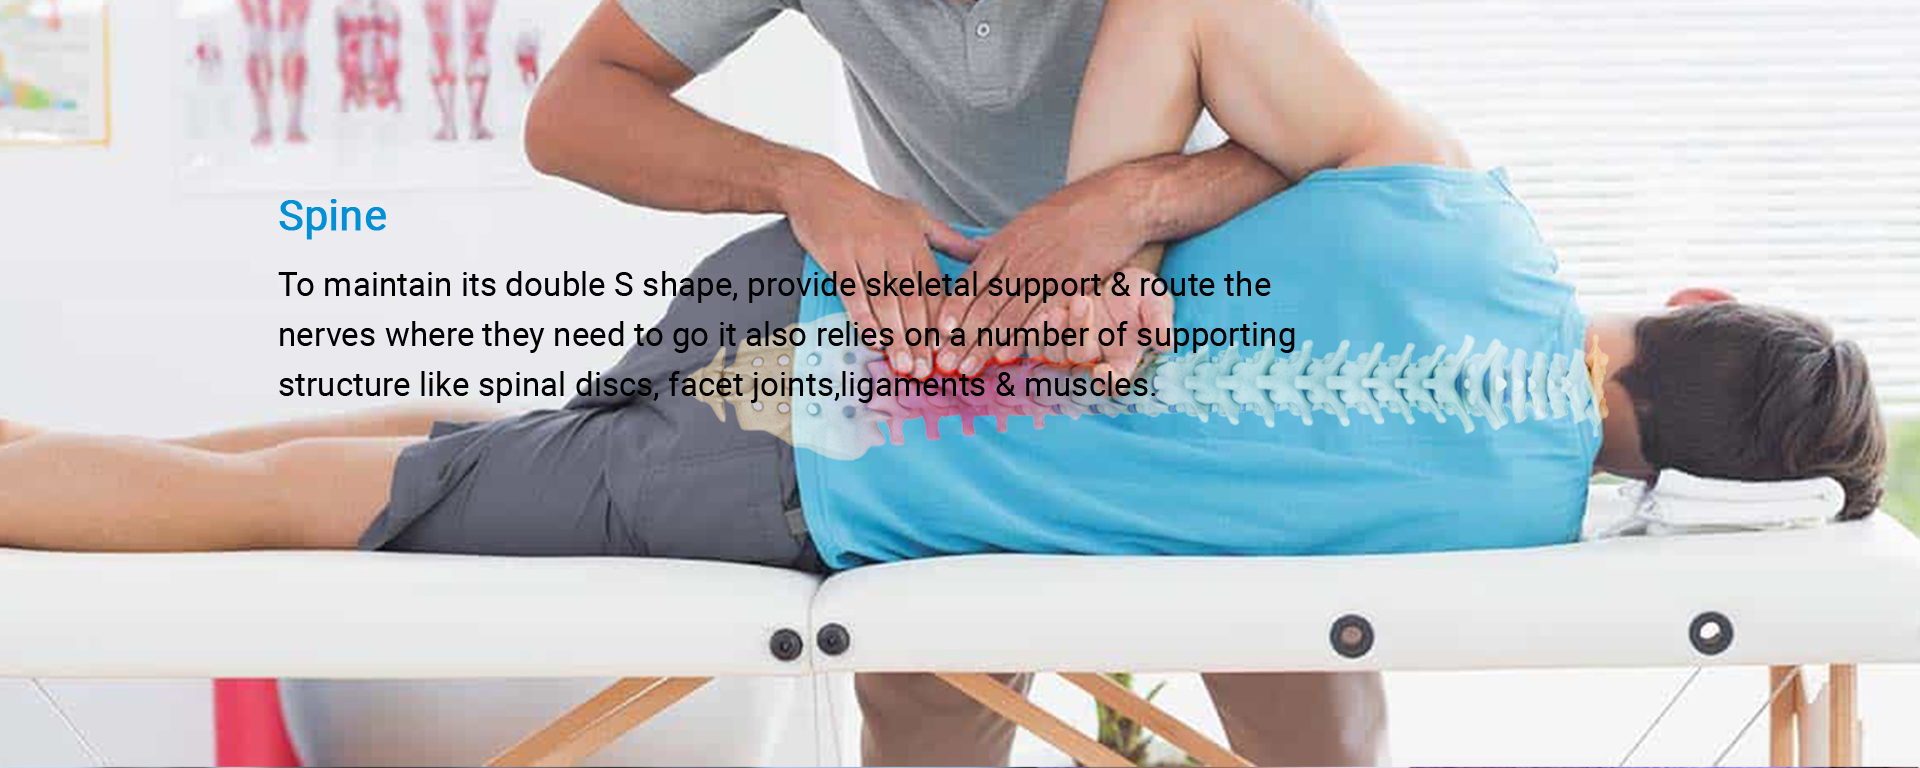 Spine
To maintain its double S shape, provide skeletal support & route the
nerves where they need to go it also relies on a number of supporting
structure like spinal discs, facet joints,ligaments & muscles.